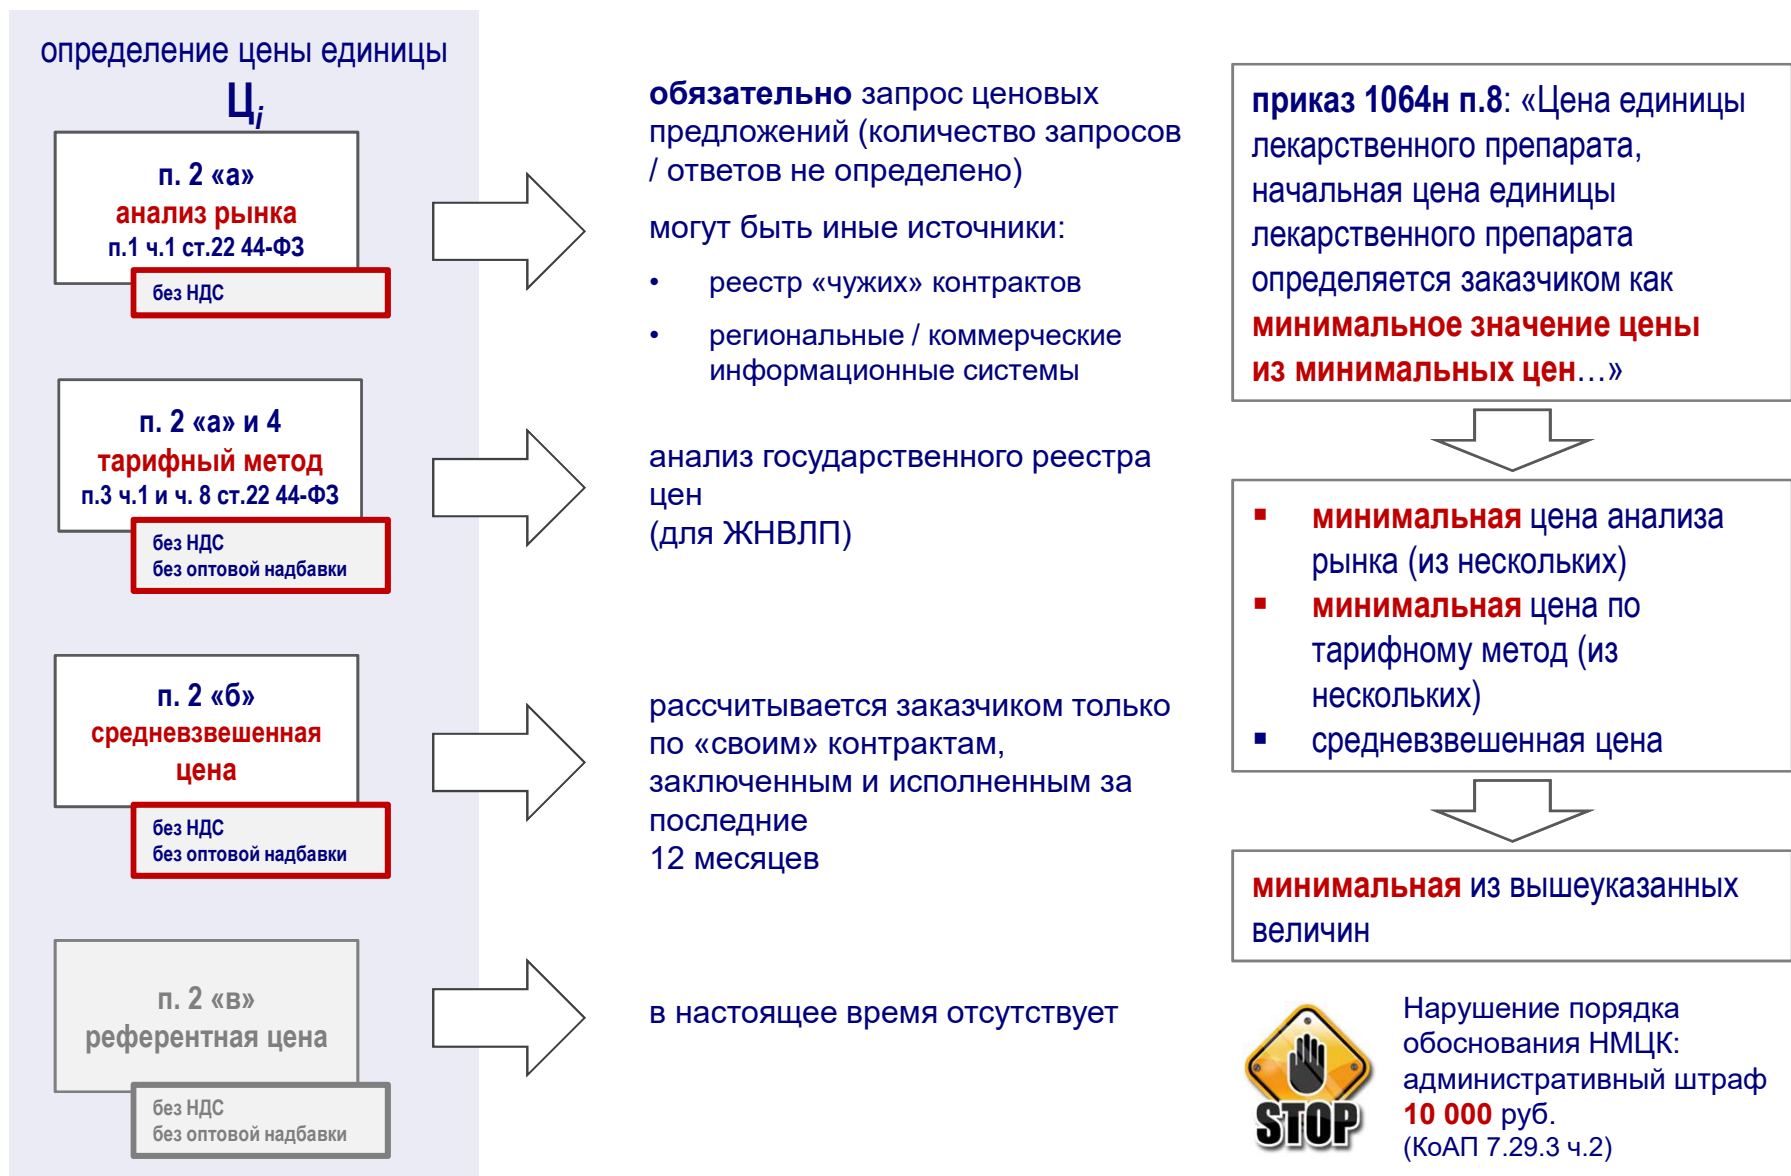 определение цены единицы
Цi
п. 2 «а»
анализ рынка
п.1 ч.1 ст.22 44-ФЗ
без НДС
обязательно запрос ценовых
предложений (количество запросов
/ ответов не определено)
могут быть иные источники:
• реестр «чужих» контрактов
• региональные / коммерческие
информационные системы
п. 2 «а» и 4
тарифный метод
п.3 ч.1 и ч. 8 ст.22 44-ФЗ
без НДС
без оптовой надбавки
анализ государственного реестра
цен
(для ЖНВЛП)
п. 2 «б»
средневзвешенная
цена
без НДС
без оптовой надбавки
рассчитывается заказчиком только
по «своим» контрактам,
заключенным и исполненным за
последние
12 месяцев
п. 2 «в»
референтная цена
без НДС
без оптовой надбавки
в настоящее время отсутствует
приказ 1064н п.8: «Цена единицы
лекарственного препарата,
начальная цена единицы
лекарственного препарата
определяется заказчиком как
минимальное значение цены
из минимальных цен…»
▪ минимальная цена анализа
рынка (из нескольких)
▪ минимальная цена по
тарифному метод (из
нескольких)
▪ средневзвешенная цена
минимальная из вышеуказанных
величин
STOP
Нарушение порядка
обоснования НМЦК:
административный штраф
10 000 руб.
(КоАП 7.29.3 ч.2)